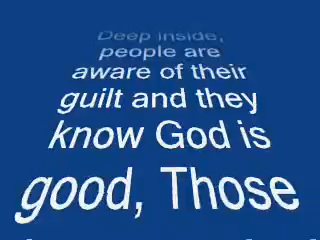 Deep inside,
people are
aware of their
guilt and they
know God is
good, Those